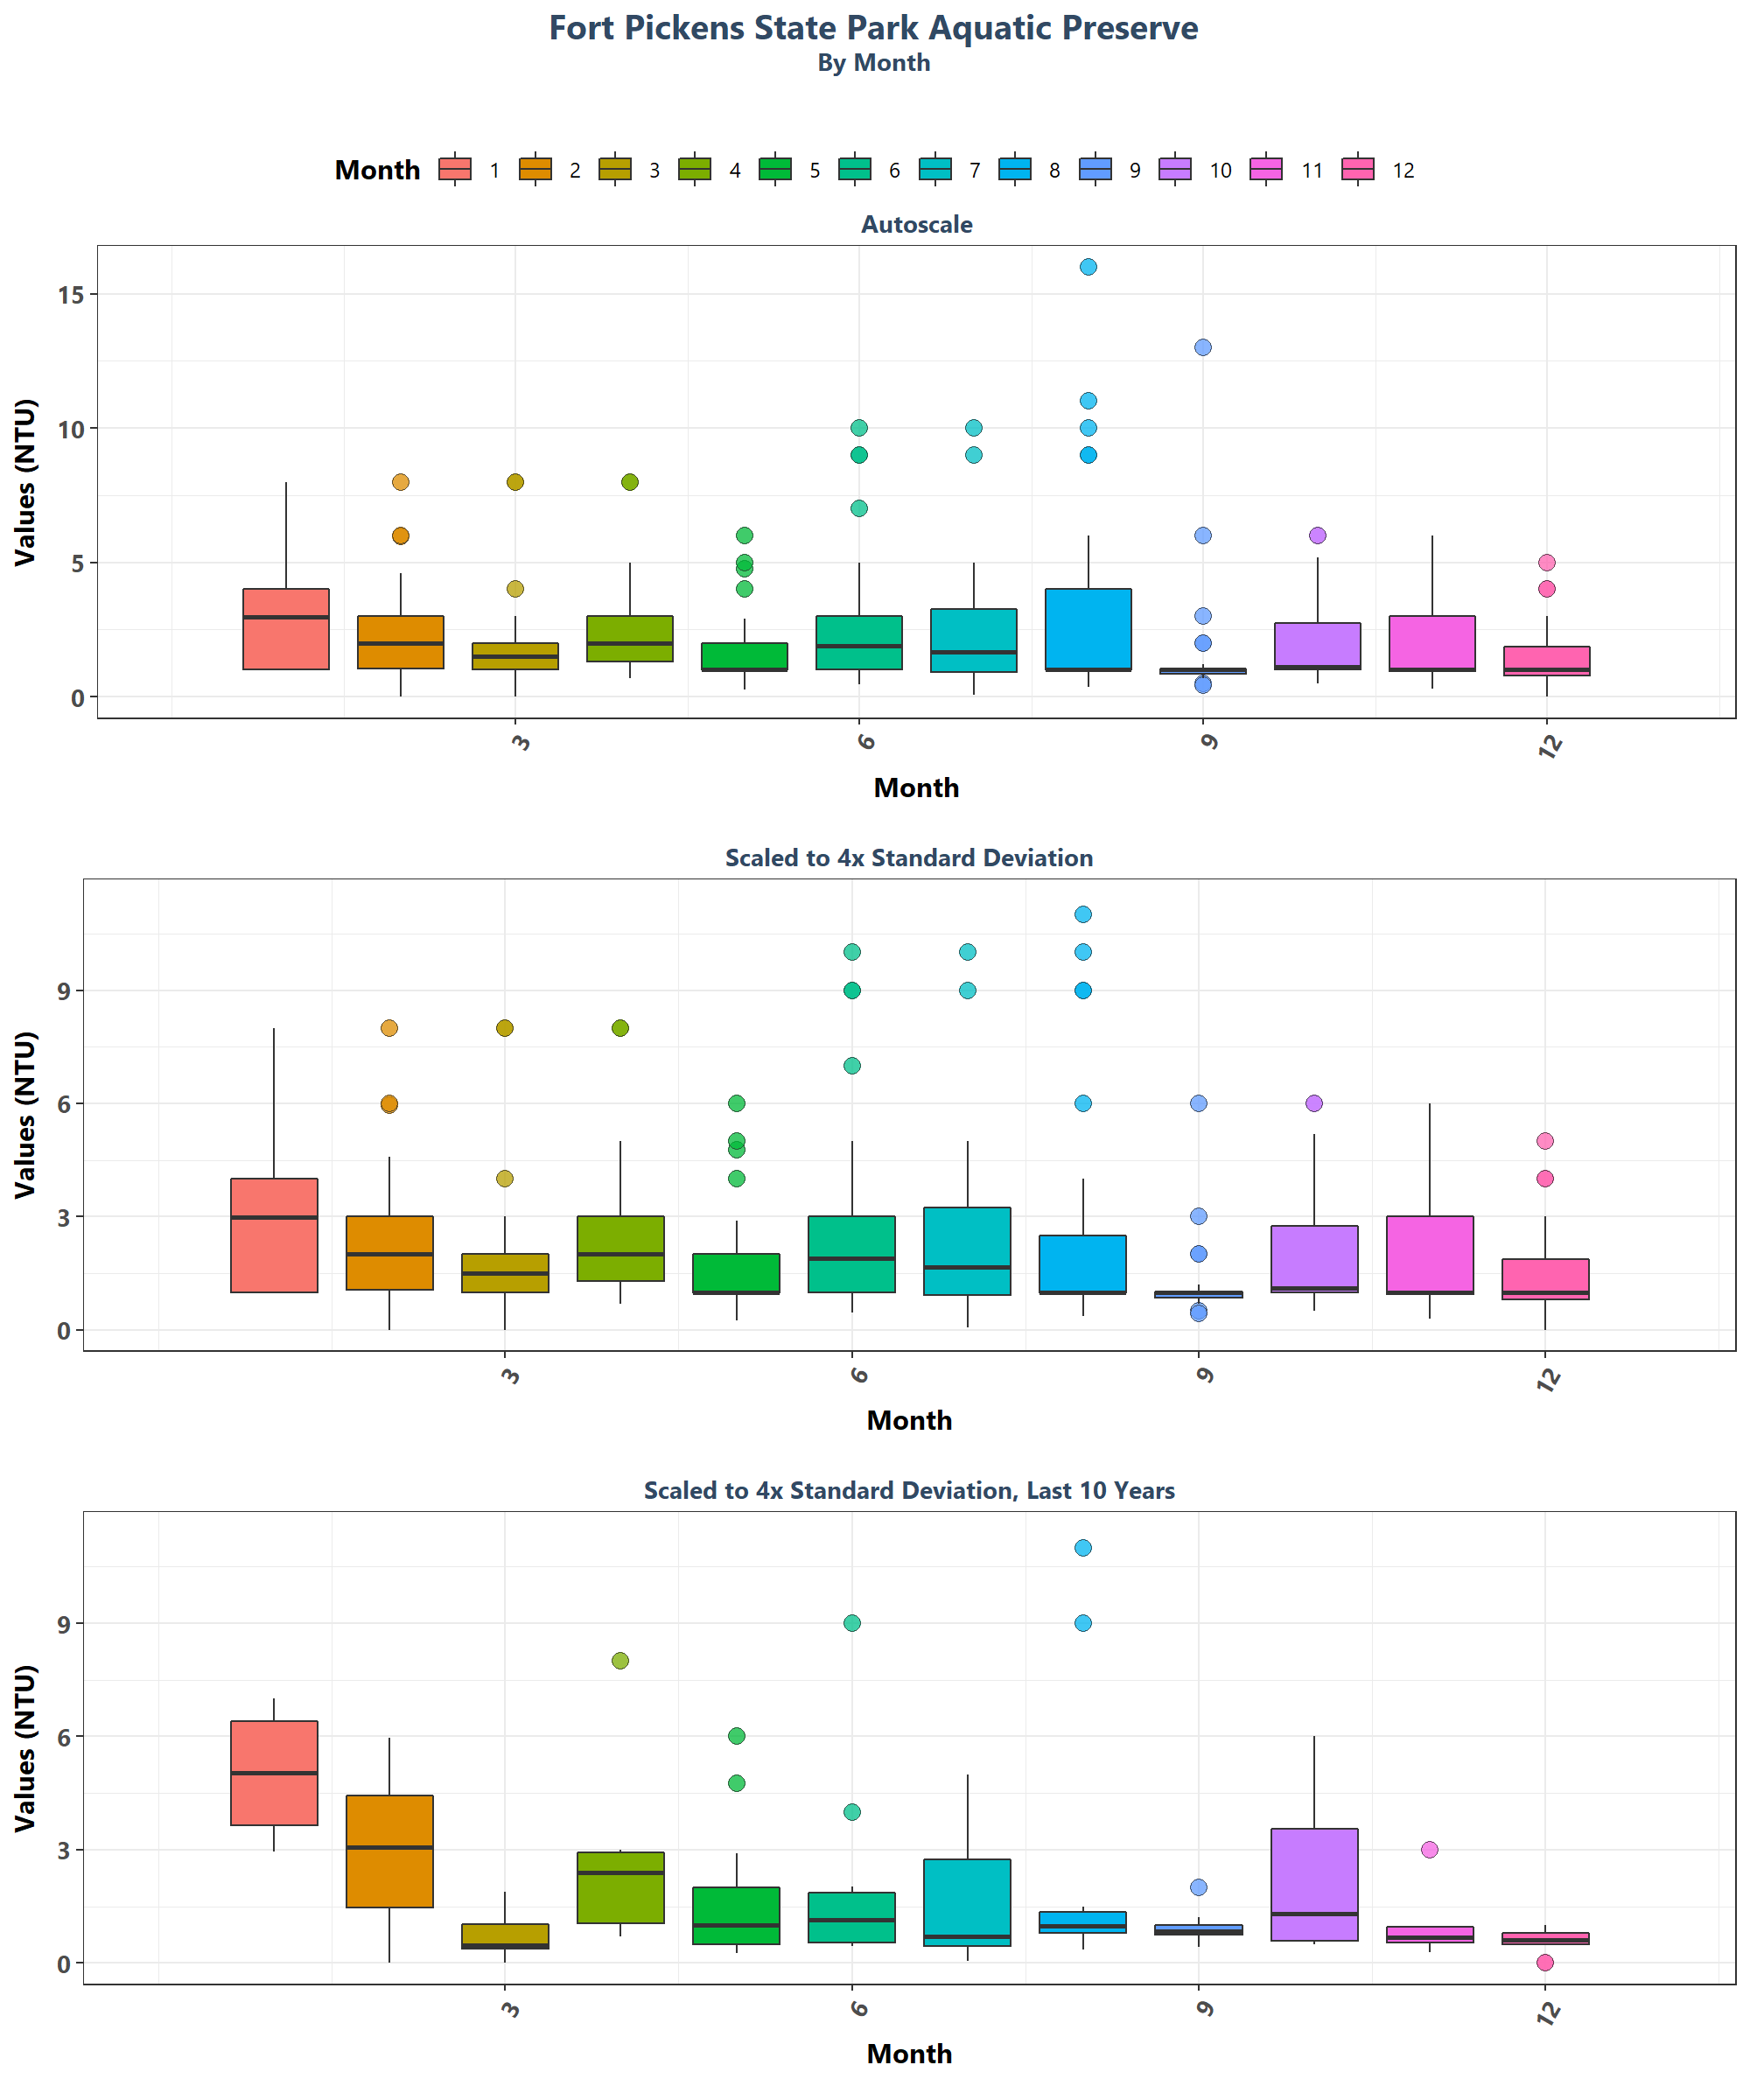 Fort Pickens State Park Aquatic Preserve
By Month
Month 1 2 3 4 5 6 7 8 9 10 11 12
Autoscale
Values (NTU)
15
10
5
0
3 6 9 12
Month
Scaled to 4x Standard Deviation
Values (NTU)
9
6
3
0
3 6 9 12
Month
Scaled to 4x Standard Deviation, Last 10 Years
Values (NTU)
9
6
3
0
3 6 9 12
Month